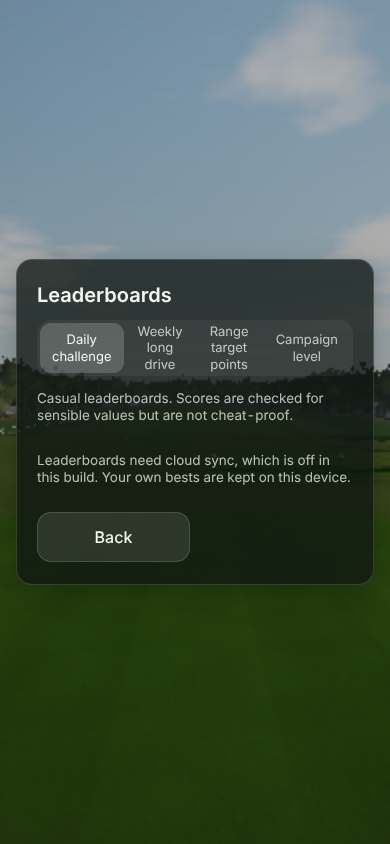 Leaderboards
Daily challenge
Weekly long drive
Range target points
Campaign level
Casual leaderboards. Scores are checked for
sensible values but are not cheat-proof.
Leaderboards need cloud sync, which is off in
this build. Your own bests are kept on this device.
Back